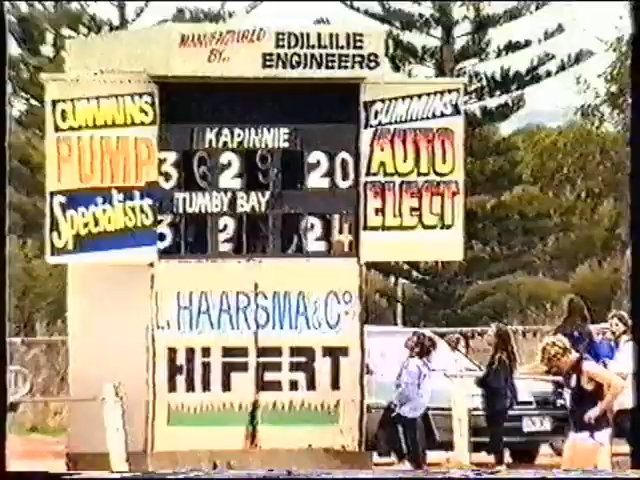 MANUFACTURED BY..
EDILLILIE ENGINEERS
CUMMINS
PUMP
Specialists
KAPINNIE
3 2 20
TUMBY BAY
3 2 24
CUMMINS
AUTO
ELECT
L. HAARSMA & Co
HiFERT